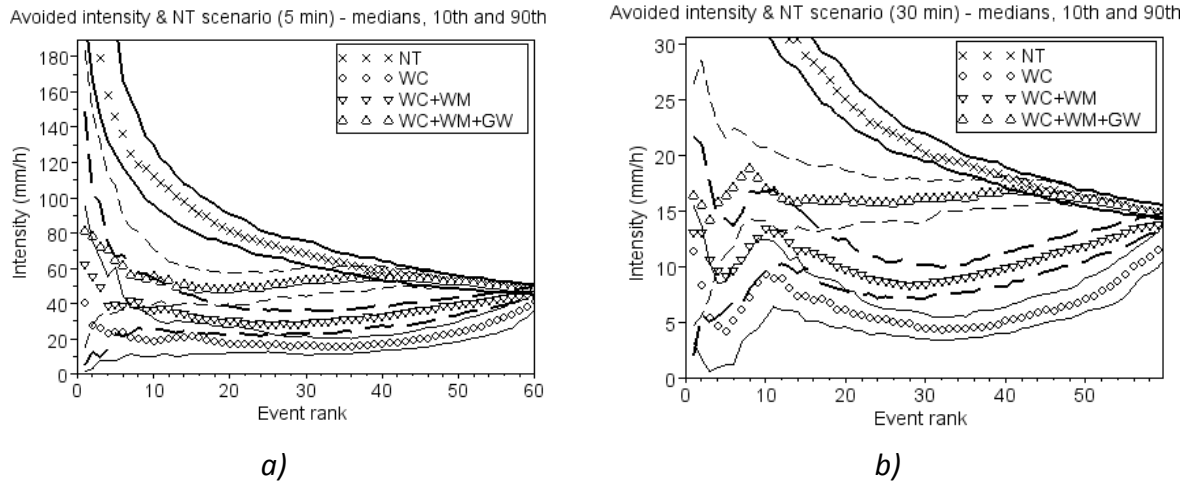 Avoided intensity & NT scenario (5 min) - medians, 10th and 90th
180
160
140
120
100
80
60
40
20
0
Intensity (mm/h)
× × × NT
○ ○ ○ WC
▽ ▽ ▽ WC+WM
△ △ △ WC+WM+GW
0 10 20 30 40 50 60
Event rank
a)
Avoided intensity & NT scenario (30 min) - medians, 10th and 90th
30
25
20
15
10
5
0
Intensity (mm/h)
× × × NT
○ ○ ○ WC
▽ ▽ ▽ WC+WM
△ △ △ WC+WM+GW
0 10 20 30 40 50
Event rank
b)